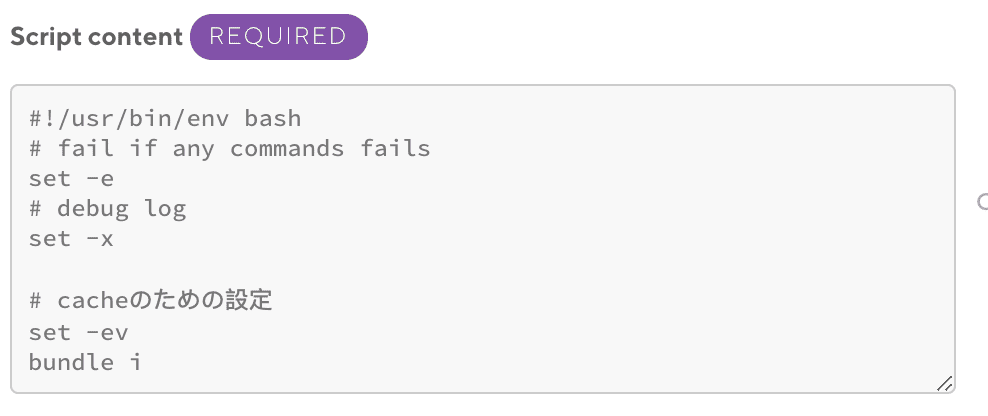 Script content REQUIRED
#!/usr/bin/env bash
# fail if any commands fails
set -e
# debug log
set -x
# cacheのための設定
set -ev
bundle i